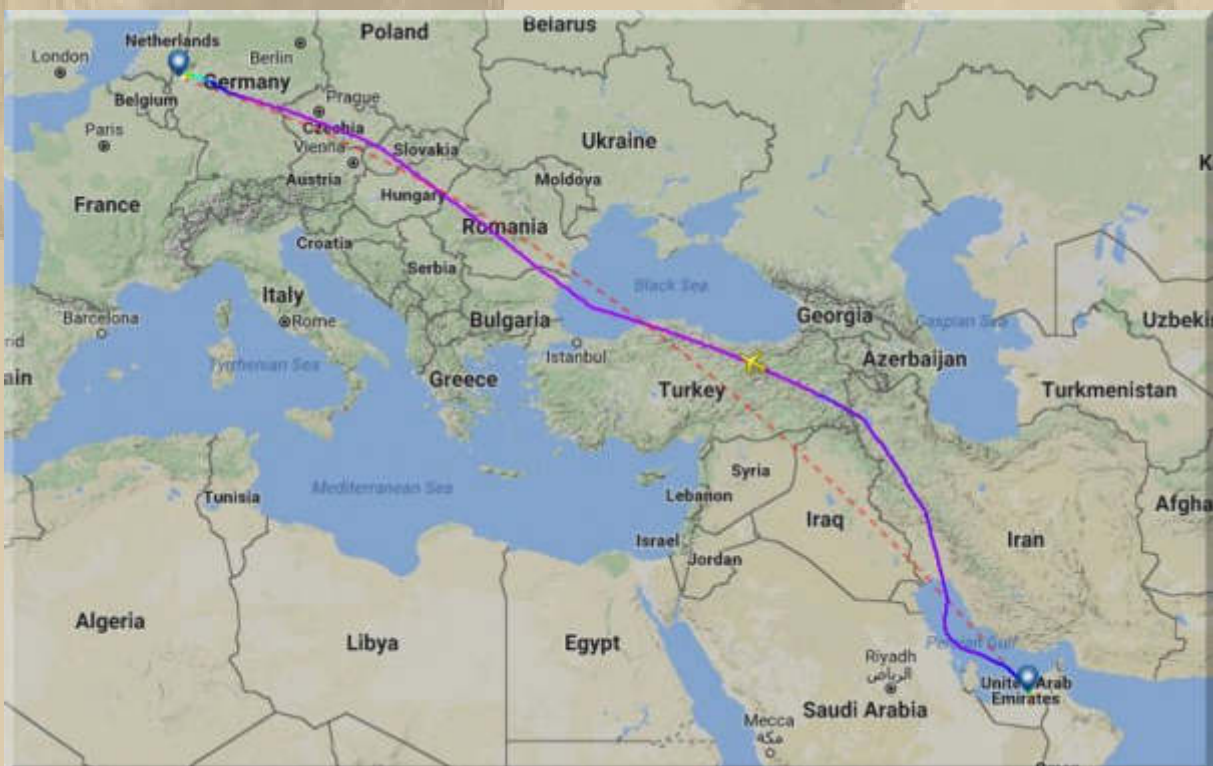 Belarus
Poland
Netherlands
London
Berlin
Germany
Belgium
Prague
Paris
Czechia
Vienna
Slovakia
Ukraine
Austria
Moldova
Hungary
France
Romania
Croatia
Serbia
Black Sea
Italy
Barcelona
Rome
Bulgaria
Georgia
Caspian Sea
Uzbekis
rid
Istanbul
Azerbaijan
Tyrrhenian Sea
ain
Greece
Turkey
Turkmenistan
Syria
Mediterranean Sea
Tunisia
Lebanon
Afgha
Iraq
Israel
Iran
Jordan
Algeria
Libya
Egypt
Persian Gulf
Riyadh
الرياض
United Arab
Emirates
Saudi Arabia
Mecca
مكة
K